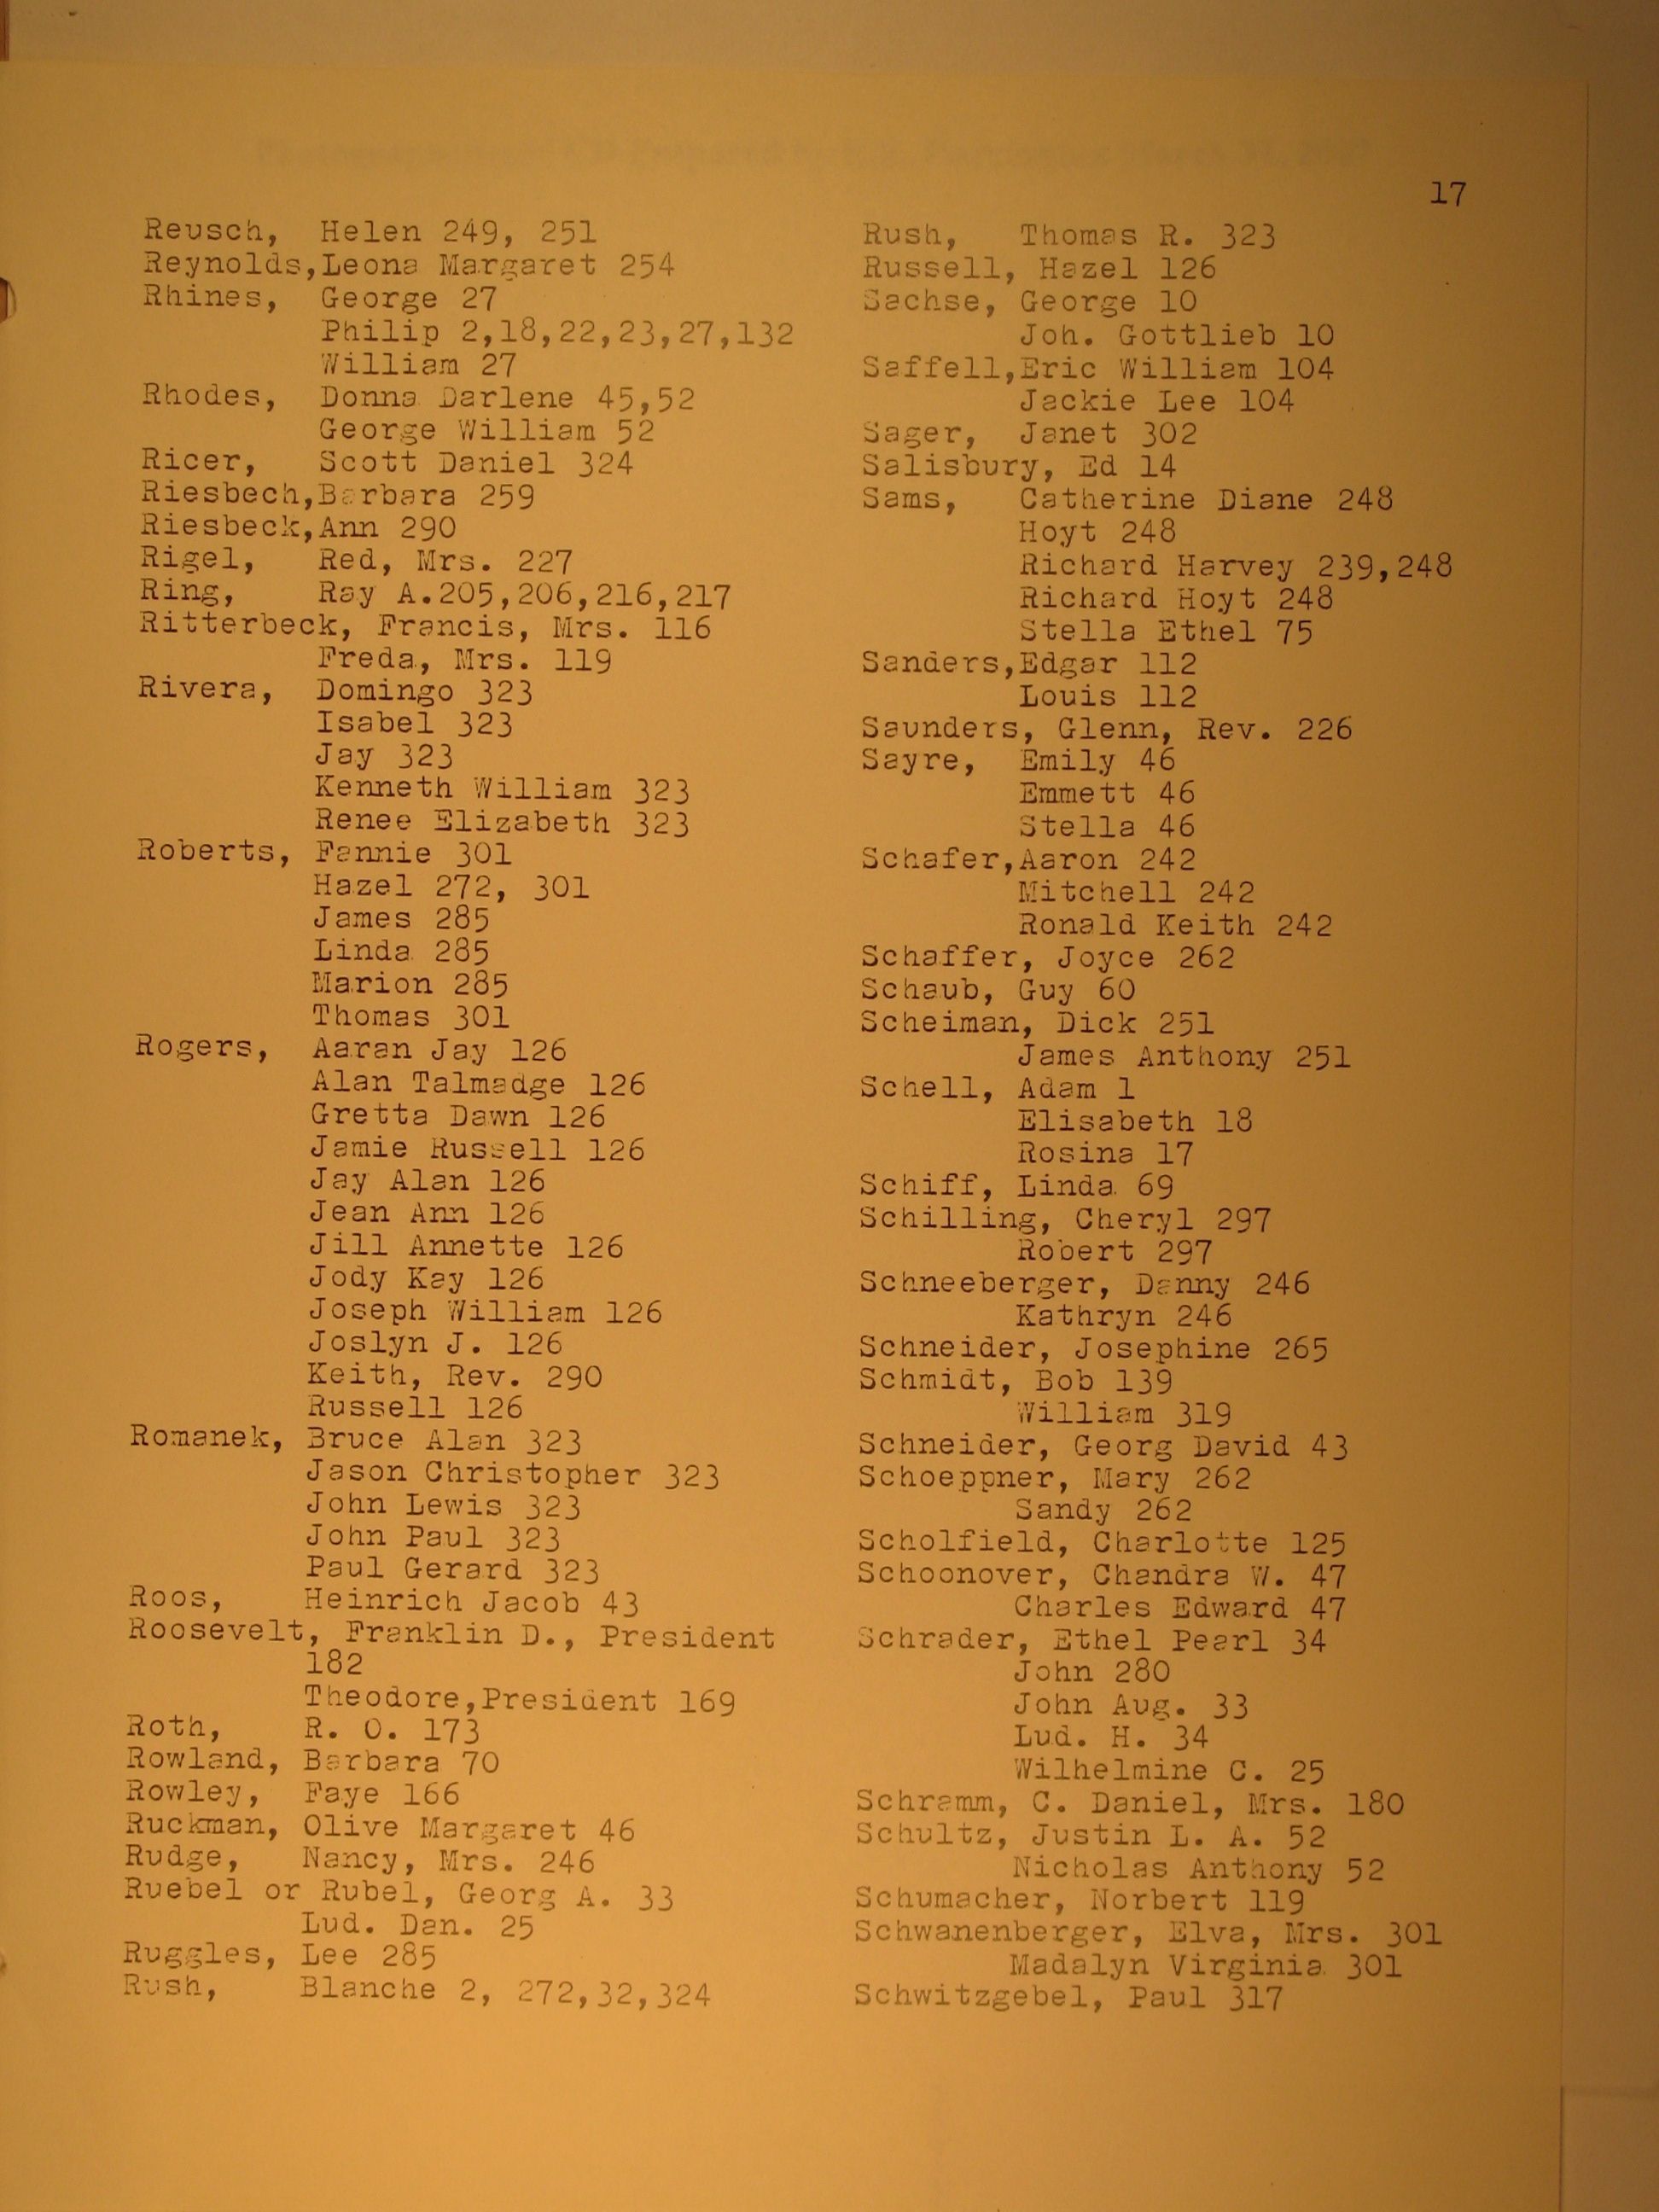 17
Reusch, Helen 249, 251
Reynolds,Leona Margaret 254
Rhines, George 27
Philip 2,18,22,23,27,132
William 27
Rhodes, Donna Darlene 45,52
George William 52
Ricer, Scott Daniel 324
Riesbech,Barbara 259
Riesbeck,Ann 290
Rigel, Red, Mrs. 227
Ring, Ray A.205,206,216,217
Ritterbeck, Francis, Mrs. 116
Freda, Mrs. 119
Rivera, Domingo 323
Isabel 323
Jay 323
Kenneth William 323
Renee Elizabeth 323
Roberts, Fannie 301
Hazel 272, 301
James 285
Linda 285
Marion 285
Thomas 301
Rogers, Aaran Jay 126
Alan Talmadge 126
Gretta Dawn 126
Jamie Russell 126
Jay Alan 126
Jean Ann 126
Jill Annette 126
Jody Kay 126
Joseph William 126
Joslyn J. 126
Keith, Rev. 290
Russell 126
Romanek, Bruce Alan 323
Jason Christopher 323
John Lewis 323
John Paul 323
Paul Gerard 323
Roos, Heinrich Jacob 43
Roosevelt, Franklin D., President
182
Theodore,President 169
Roth, R. O. 173
Rowland, Barbara 70
Rowley, Faye 166
Ruckman, Olive Margaret 46
Rudge, Nancy, Mrs. 246
Ruebel or Rubel, Georg A. 33
Lud. Dan. 25
Ruggles, Lee 285
Rush, Blanche 2, 272,32,324
Rush, Thomas R. 323
Russell, Hazel 126
Sachse, George 10
Joh. Gottlieb 10
Saffell,Eric William 104
Jackie Lee 104
Sager, Janet 302
Salisbury, Ed 14
Sams, Catherine Diane 248
Hoyt 248
Richard Harvey 239,248
Richard Hoyt 248
Stella Ethel 75
Sanders,Edgar 112
Louis 112
Saunders, Glenn, Rev. 226
Sayre, Emily 46
Emmett 46
Stella 46
Schafer,Aaron 242
Mitchell 242
Ronald Keith 242
Schaffer, Joyce 262
Schaub, Guy 60
Scheiman, Dick 251
James Anthony 251
Schell, Adam 1
Elisabeth 18
Rosina 17
Schiff, Linda 69
Schilling, Cheryl 297
Robert 297
Schneeberger, Danny 246
Kathryn 246
Schneider, Josephine 265
Schmidt, Bob 139
William 319
Schneider, Georg David 43
Schoeppner, Mary 262
Sandy 262
Scholfield, Charlotte 125
Schoonover, Chandra W. 47
Charles Edward 47
Schrader, Ethel Pearl 34
John 280
John Aug. 33
Lud. H. 34
Wilhelmine C. 25
Schramm, C. Daniel, Mrs. 180
Schultz, Justin L. A. 52
Nicholas Anthony 52
Schumacher, Norbert 119
Schwanenberger, Elva, Mrs. 301
Madalyn Virginia 301
Schwitzgebel, Paul 317